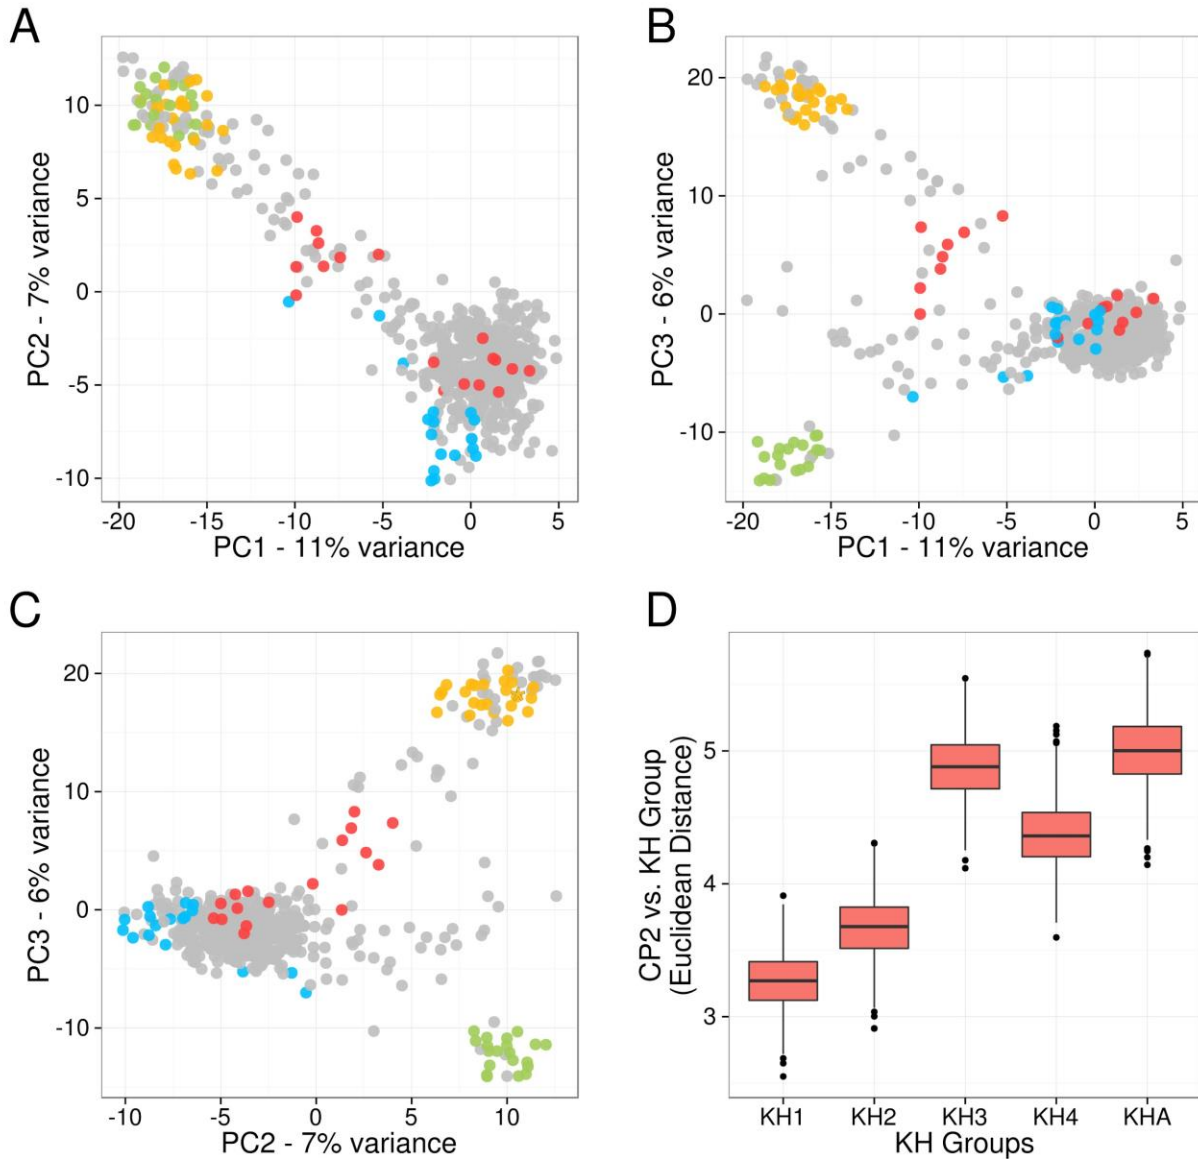 A
PC2 - 7% variance
10
5
0
-5
-10
-20 -15 -10 -5 0 5
PC1 - 11% variance
B
PC3 - 6% variance
20
10
0
-10
-20 -15 -10 -5 0 5
PC1 - 11% variance
C
PC3 - 6% variance
20
10
0
-10
-10 -5 0 5 10
PC2 - 7% variance
D
CP2 vs. KH Group
(Euclidean Distance)
5
4
3
KH1 KH2 KH3 KH4 KHA
KH Groups